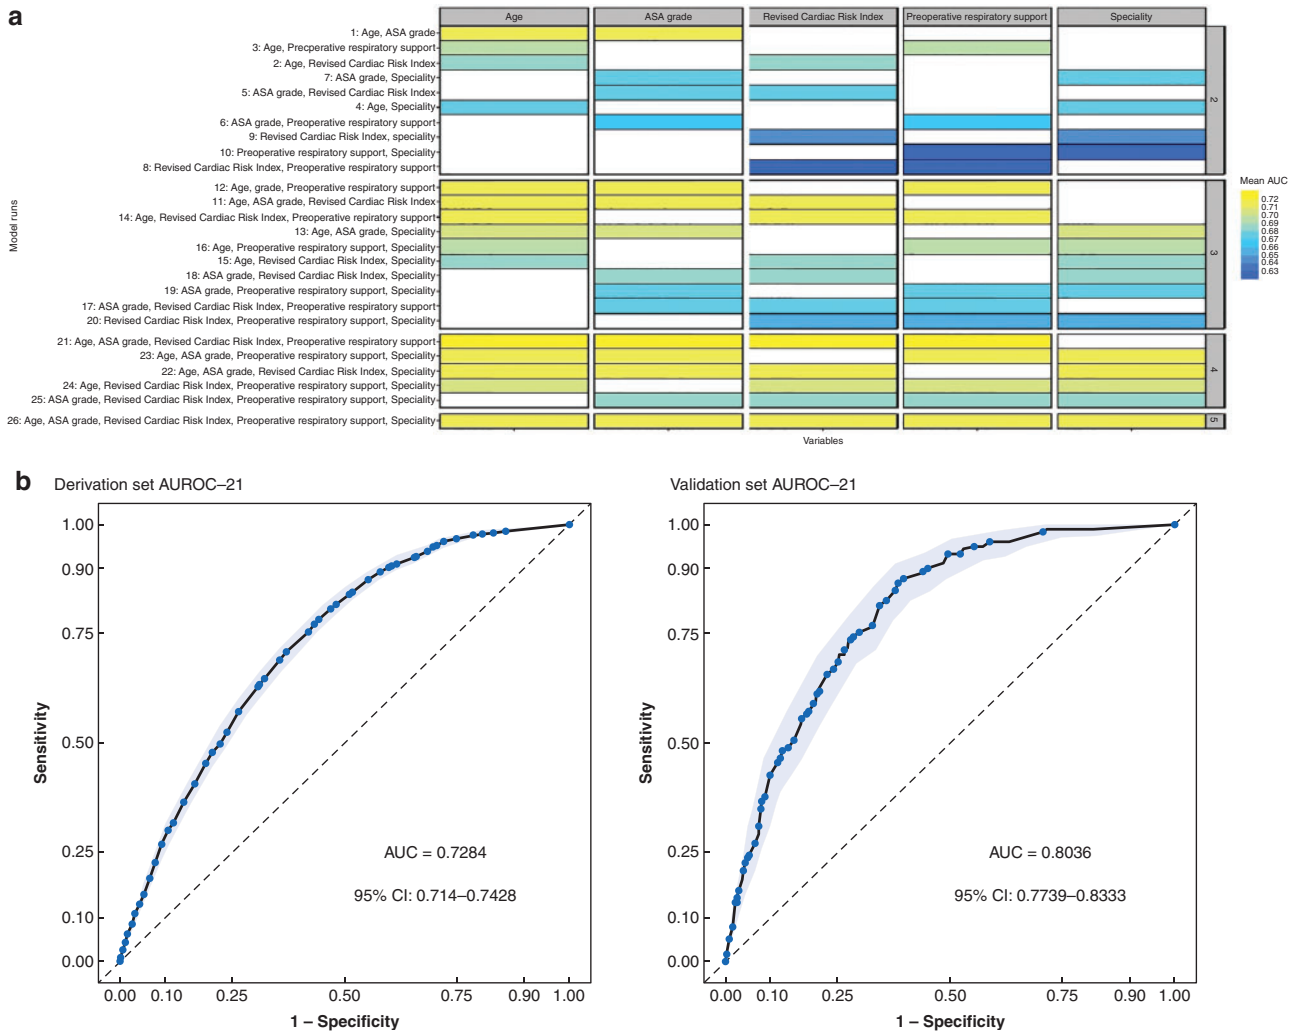 a
Age
ASA grade
Revised Cardiac Risk Index
Preoperative respiratory support
Speciality
1: Age, ASA grade
3: Age, Precperative respiratory support
2: Age, Revised Cardiac Risk Index
7: ASA grade, Speciality
5: ASA grade, Revised Cardiac Risk Index
4: Age, Speciality
6: ASA grade, Preoperative respiratory support
9: Revised Cardiac Risk Index, speciality
10: Preoperative respiratory support, Speciality
8: Revised Cardiac Risk Index, Preoperative respiratory support
2
12: Age, grade, Preoperative respiratory support
11: Age, ASA grade, Revised Cardiac Risk Index
14: Age, Revised Cardiac Risk Index, Preoperative repiratory support
13: Age, ASA grade, Speciality
16: Age, Preoperative respiratory support, Speciality
15: Age, Revised Cardiac Risk Index, Speciality
18: ASA grade, Revised Cardiac Risk Index, Speciality
19: ASA grade, Preoperative respiratory support, Speciality
17: ASA grade, Revised Cardiac Risk Index, Preoperative respiratory support
20: Revised Cardiac Risk Index, Preoperative respiratory support, Speciality
3
21: Age, ASA grade, Revised Cardiac Risk Index, Preoperative respiratory support
23: Age, ASA grade, Preoperative respiratory support, Speciality
22: Age, ASA grade, Revised Cardiac Risk Index, Speciality
24: Age, Revised Cardiac Risk Index, Preoperative respiratory support, Speciality
25: ASA grade, Revised Cardiac Risk Index, Preoperative respiratory support, Speciality
4
26: Age, ASA grade, Revised Cardiac Risk Index, Preoperative respiratory support, Speciality
5
Model runs
Variables
Mean AUC
0.72
0.71
0.70
0.69
0.68
0.67
0.66
0.65
0.64
0.63
b
Derivation set AUROC–21
1.00
0.90
0.75
0.50
0.25
0.10
0.00
Sensitivity
AUC = 0.7284
95% CI: 0.714–0.7428
0.00 0.10 0.25 0.50 0.75 0.90 1.00
1 – Specificity
Validation set AUROC–21
1.00
0.90
0.75
0.50
0.25
0.10
0.00
Sensitivity
AUC = 0.8036
95% CI: 0.7739–0.8333
0.00 0.10 0.25 0.50 0.75 0.90 1.00
1 – Specificity